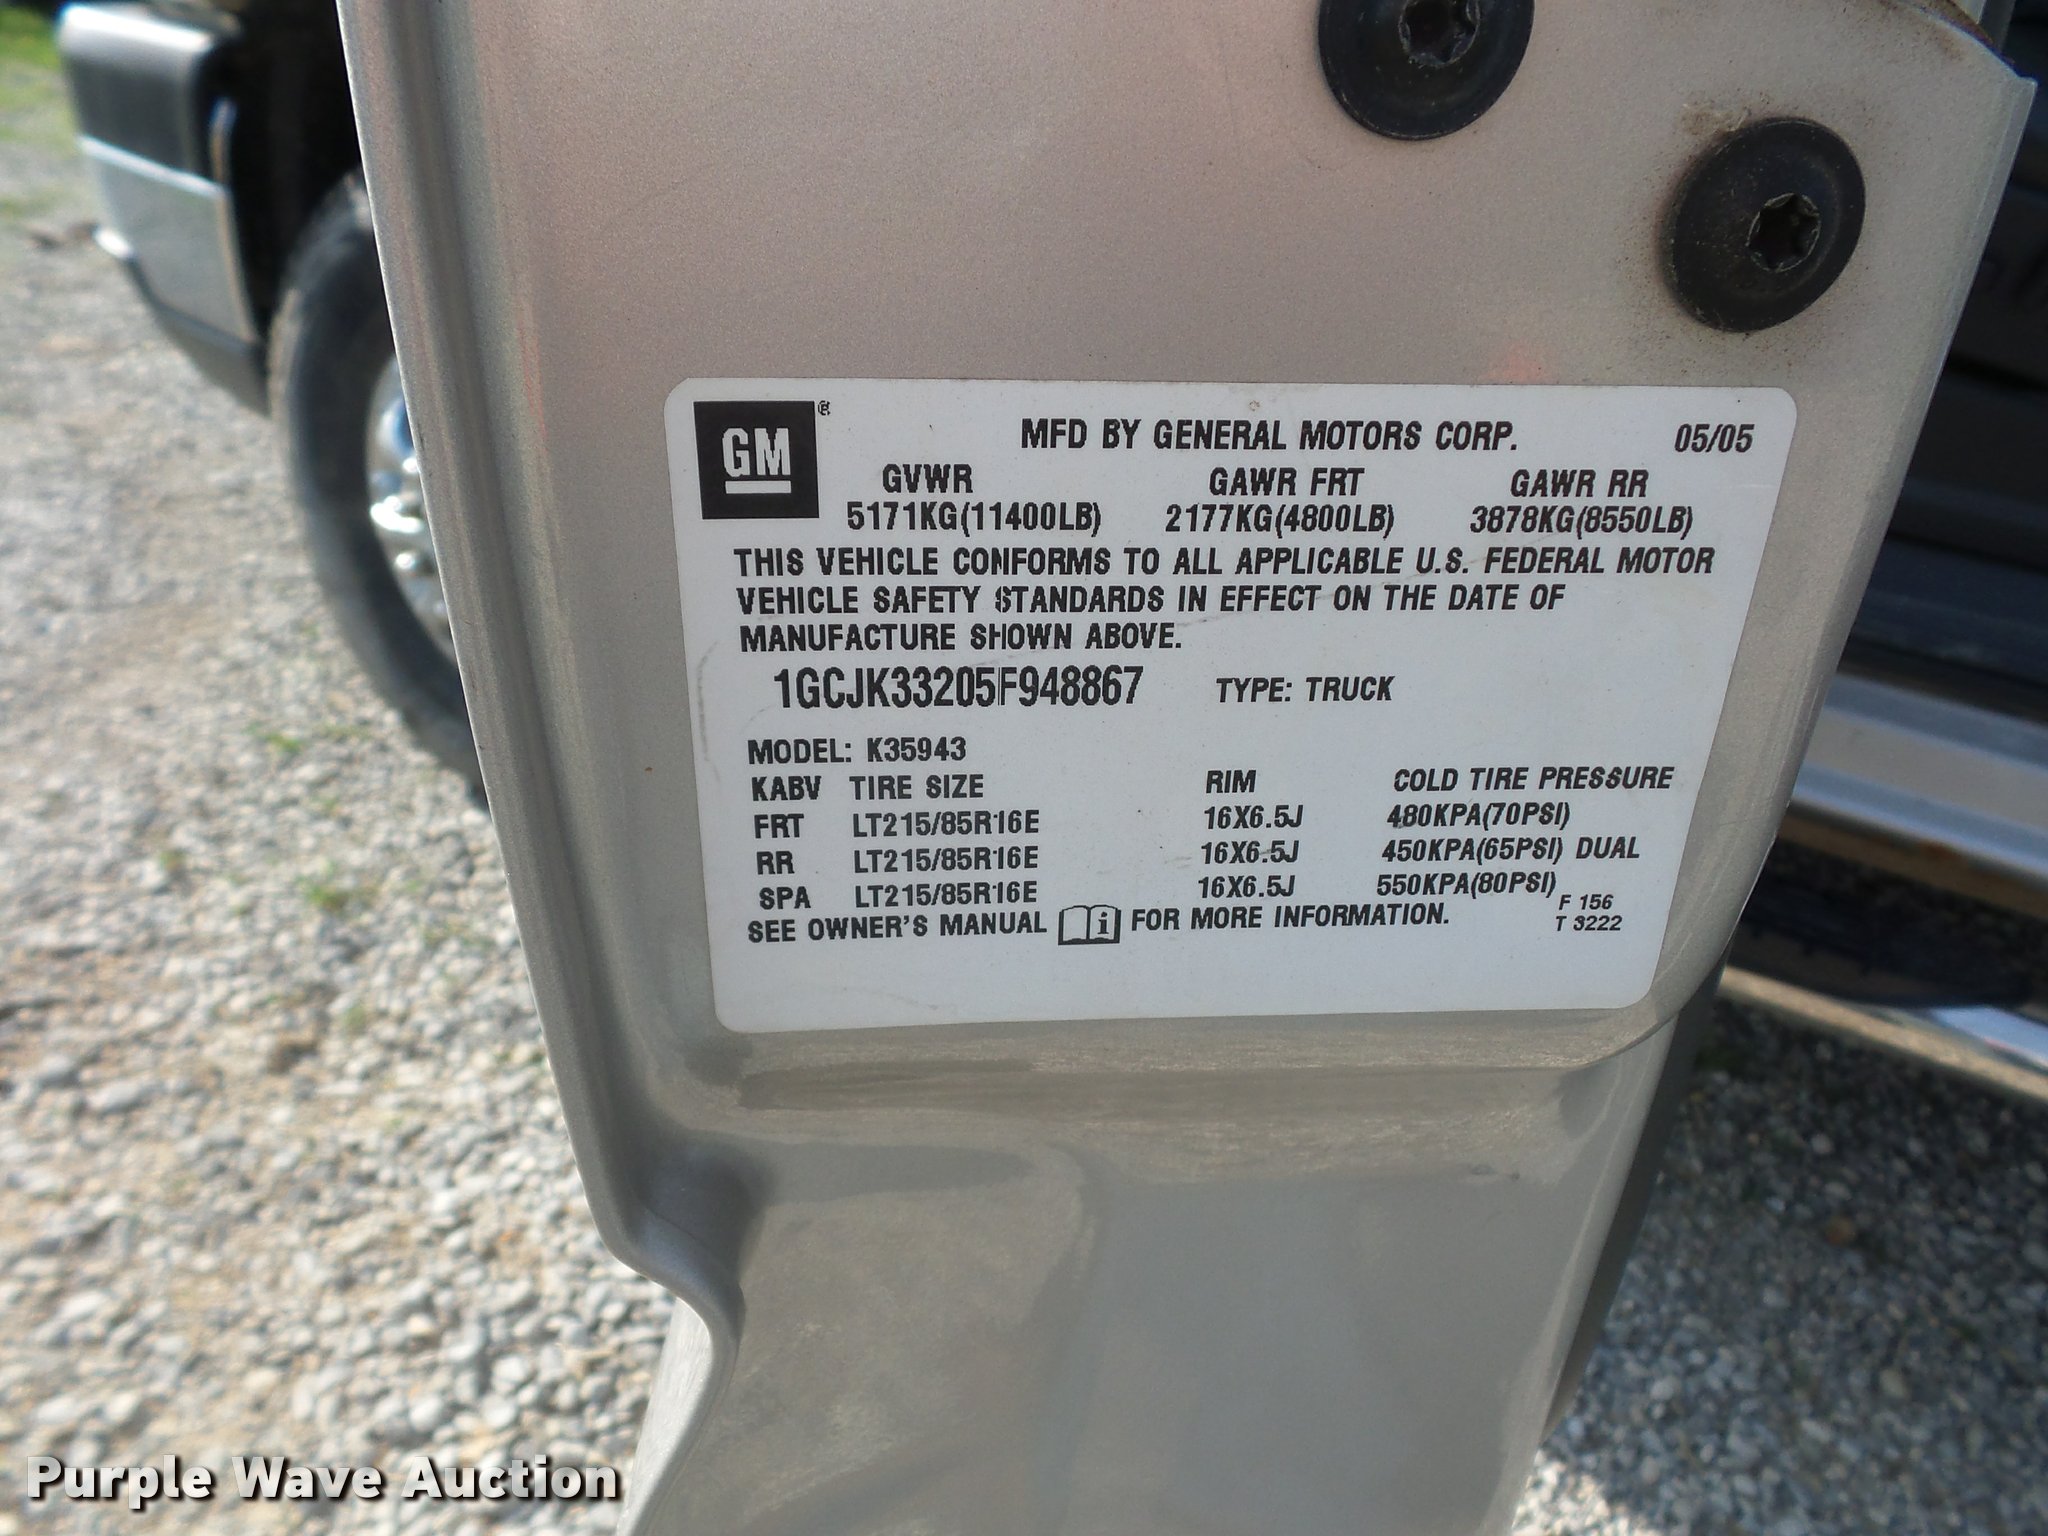 GM ®
MFD BY GENERAL MOTORS CORP. 05/05
GVWR GAWR FRT GAWR RR
5171KG(11400LB) 2177KG(4800LB) 3878KG(8550LB)
THIS VEHICLE CONFORMS TO ALL APPLICABLE U.S. FEDERAL MOTOR
VEHICLE SAFETY STANDARDS IN EFFECT ON THE DATE OF
MANUFACTURE SHOWN ABOVE.
1GCJK33205F948867 TYPE: TRUCK
MODEL: K35943
KABV TIRE SIZE RIM COLD TIRE PRESSURE
FRT LT215/85R16E 16X6.5J 480KPA(70PSI)
RR LT215/85R16E 16X6.5J 450KPA(65PSI) DUAL
SPA LT215/85R16E 16X6.5J 550KPA(80PSI)
SEE OWNER'S MANUAL i FOR MORE INFORMATION.
F 156
T 3222
Purple Wave Auction